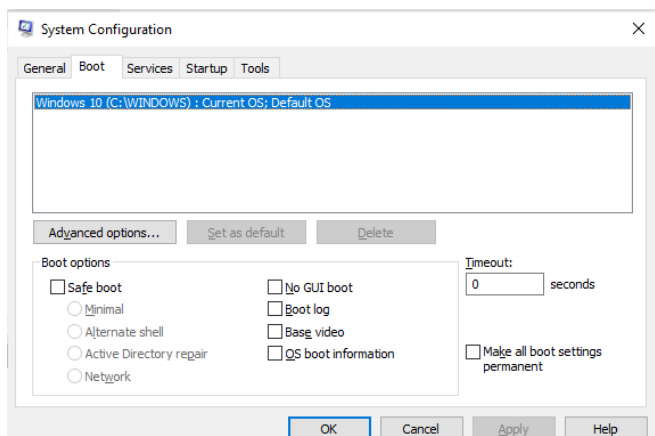 System Configuration
General Boot Services Startup Tools
Windows 10 (C:\WINDOWS) : Current OS; Default OS
Advanced options... Set as default Delete
Boot options
Timeout:
Safe boot No GUI boot 0 seconds
Minimal Boot log
Alternate shell Base video
Active Directory repair OS boot information Make all boot settings
permanent
Network
OK Cancel Apply Help